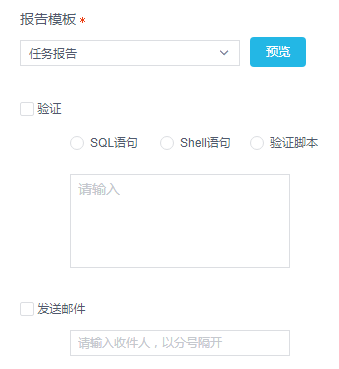 报告模板 *
任务报告 预览
验证
SQL语句 Shell语句 验证脚本
请输入
发送邮件
请输入收件人，以分号隔开